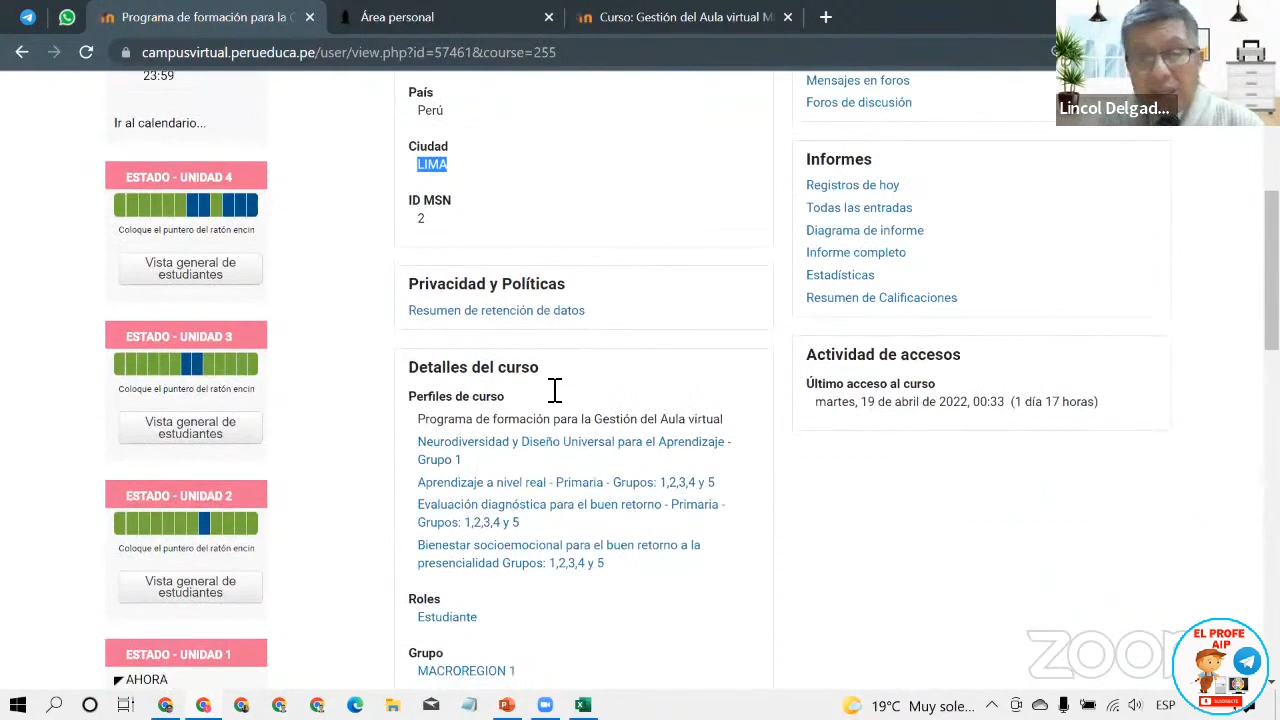 Programa de formación para la G
Área personal
Curso: Gestión del Aula virtual M
campusvirtual.perueduca.pe/user/view.php?id=57461&course=255
Lincol Delgad...
23:59
Ir al calendario...
ESTADO - UNIDAD 4
Coloque el puntero del ratón encin
Vista general de
estudiantes
ESTADO - UNIDAD 3
Coloque el puntero del ratón encin
Vista general de
estudiantes
ESTADO - UNIDAD 2
Coloque el puntero del ratón encin
Vista general de
estudiantes
ESTADO - UNIDAD 1
AHORA
País
Perú
Ciudad
LIMA
ID MSN
2
Privacidad y Políticas
Resumen de retención de datos
Detalles del curso
Perfiles de curso
Programa de formación para la Gestión del Aula virtual
Neurodiversidad y Diseño Universal para el Aprendizaje -
Grupo 1
Aprendizaje a nivel real - Primaria - Grupos: 1,2,3,4 y 5
Evaluación diagnóstica para el buen retorno - Primaria -
Grupos: 1,2,3,4 y 5
Bienestar socioemocional para el buen retorno a la
presencialidad Grupos: 1,2,3,4 y 5
Roles
Estudiante
Grupo
MACROREGION 1
Mensajes en foros
Foros de discusión
Informes
Registros de hoy
Todas las entradas
Diagrama de informe
Informe completo
Estadísticas
Resumen de Calificaciones
Actividad de accesos
Último acceso al curso
martes, 19 de abril de 2022, 00:33 (1 día 17 horas)
zoom
EL PROFE
AIP
SUSCRÍBETE
19°C Muy sol
ESP